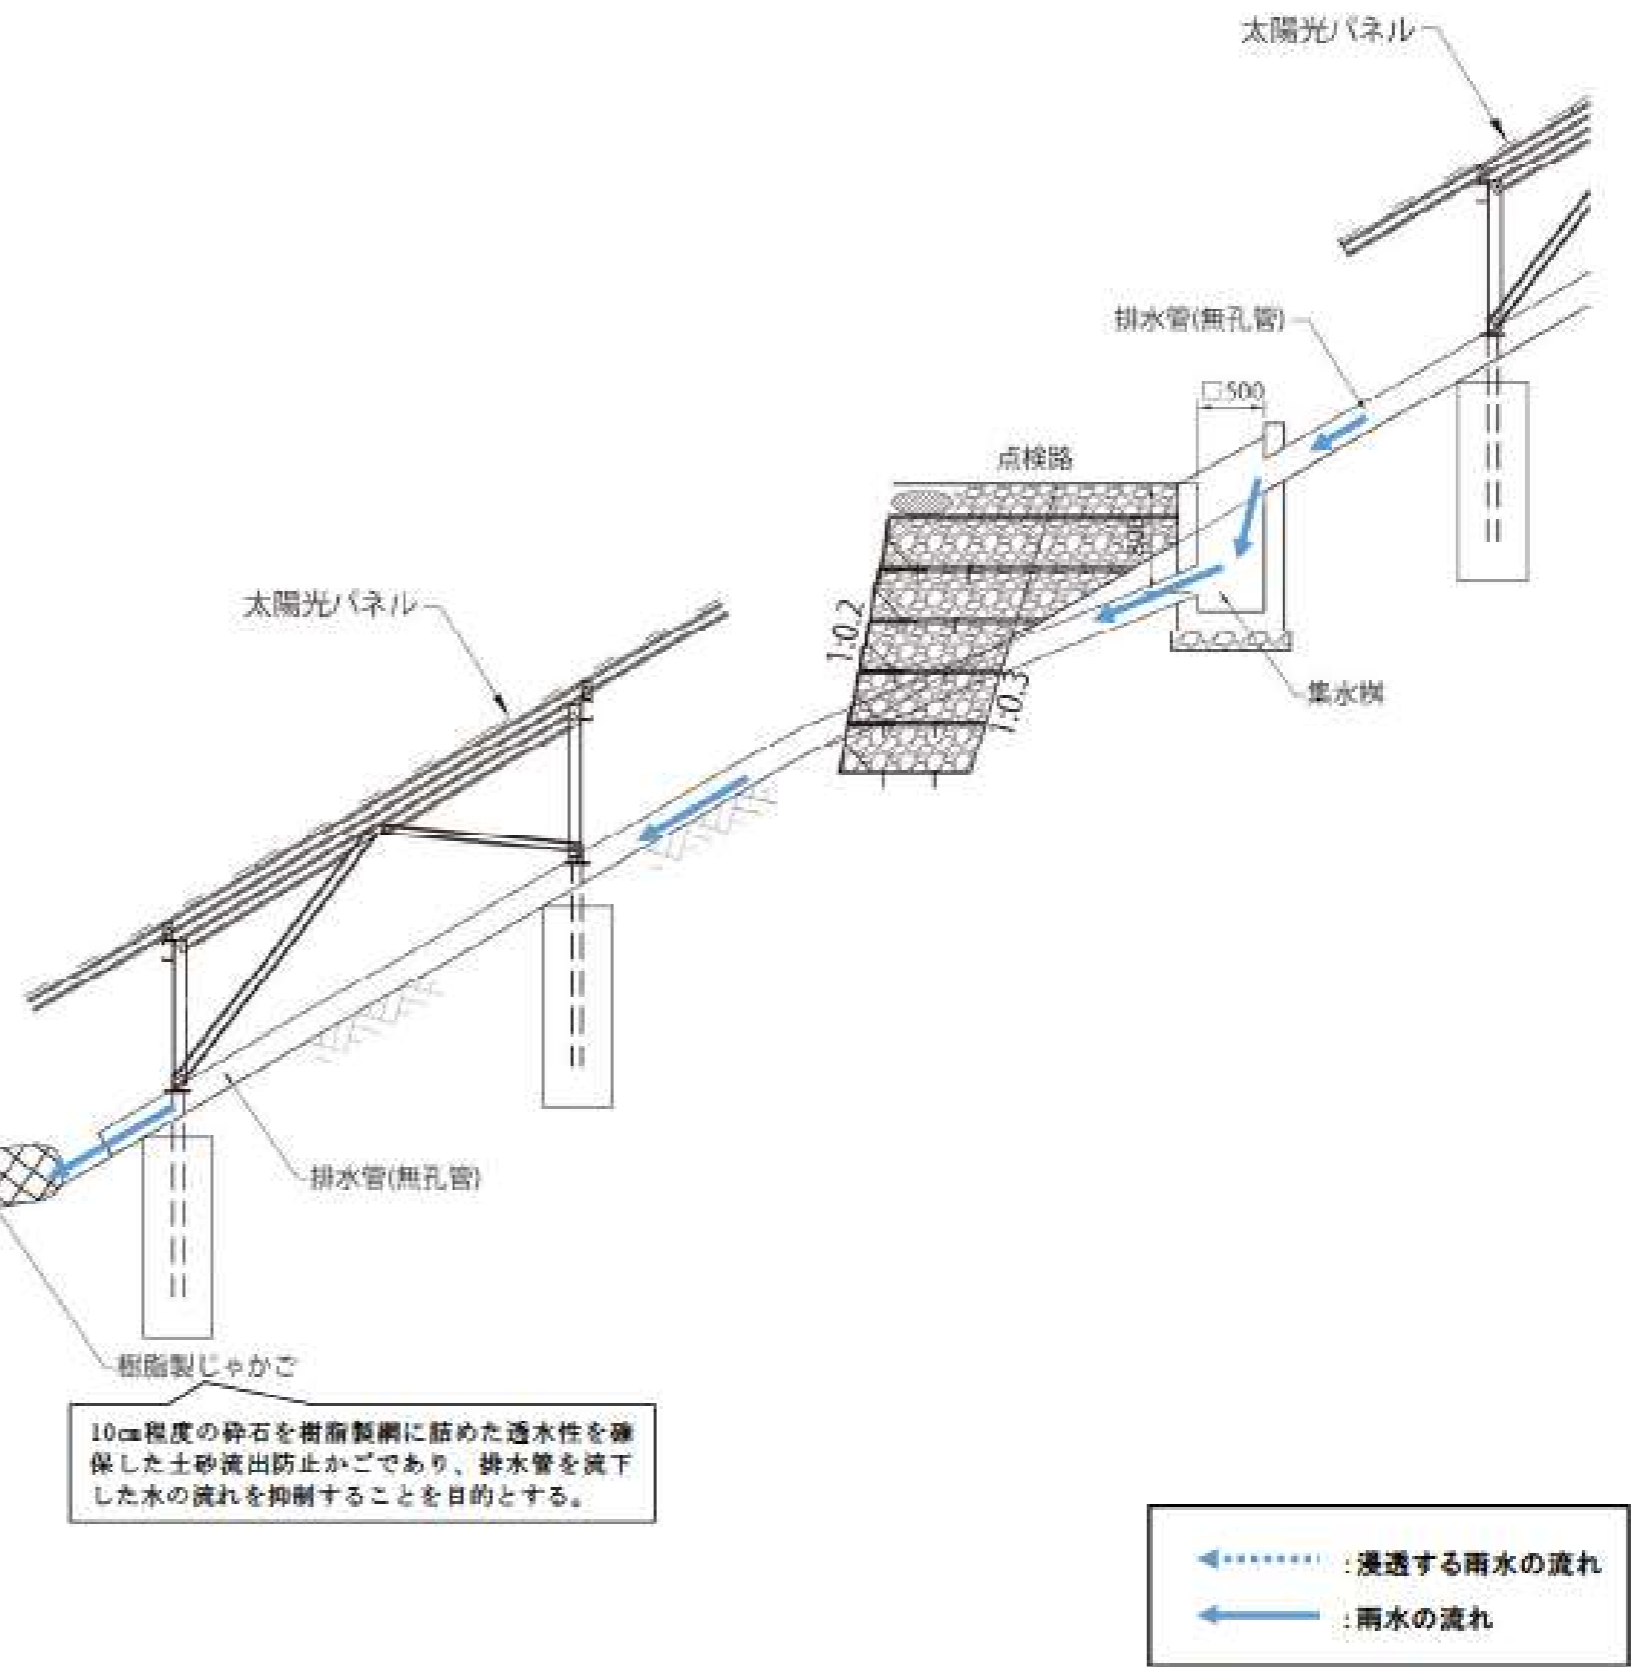 太陽光パネル
排水管(無孔管)
□500
点検路
500
太陽光パネル
1:0.2
1:0.3
集水桝
排水管(無孔管)
樹脂製じゃかご
10㎝程度の砕石を樹脂製網に詰めた透水性を確
保した土砂流出防止かごであり、排水管を流下
した水の流れを抑制することを目的とする。
:浸透する雨水の流れ
:雨水の流れ